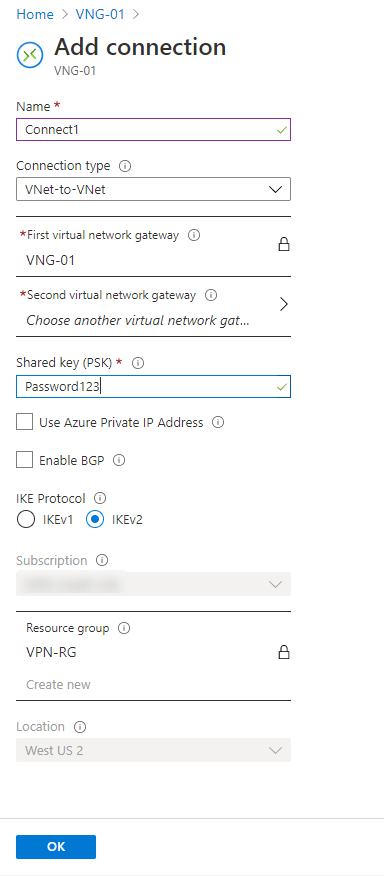 Home > VNG-01 >
Add connection
VNG-01
Name *
Connect1
Connection type
VNet-to-VNet
*First virtual network gateway
VNG-01
*Second virtual network gateway
Choose another virtual network gat...
Shared key (PSK) *
Password123
Use Azure Private IP Address
Enable BGP
IKE Protocol
IKEv1 IKEv2
Subscription
Resource group
VPN-RG
Create new
Location
West US 2
OK